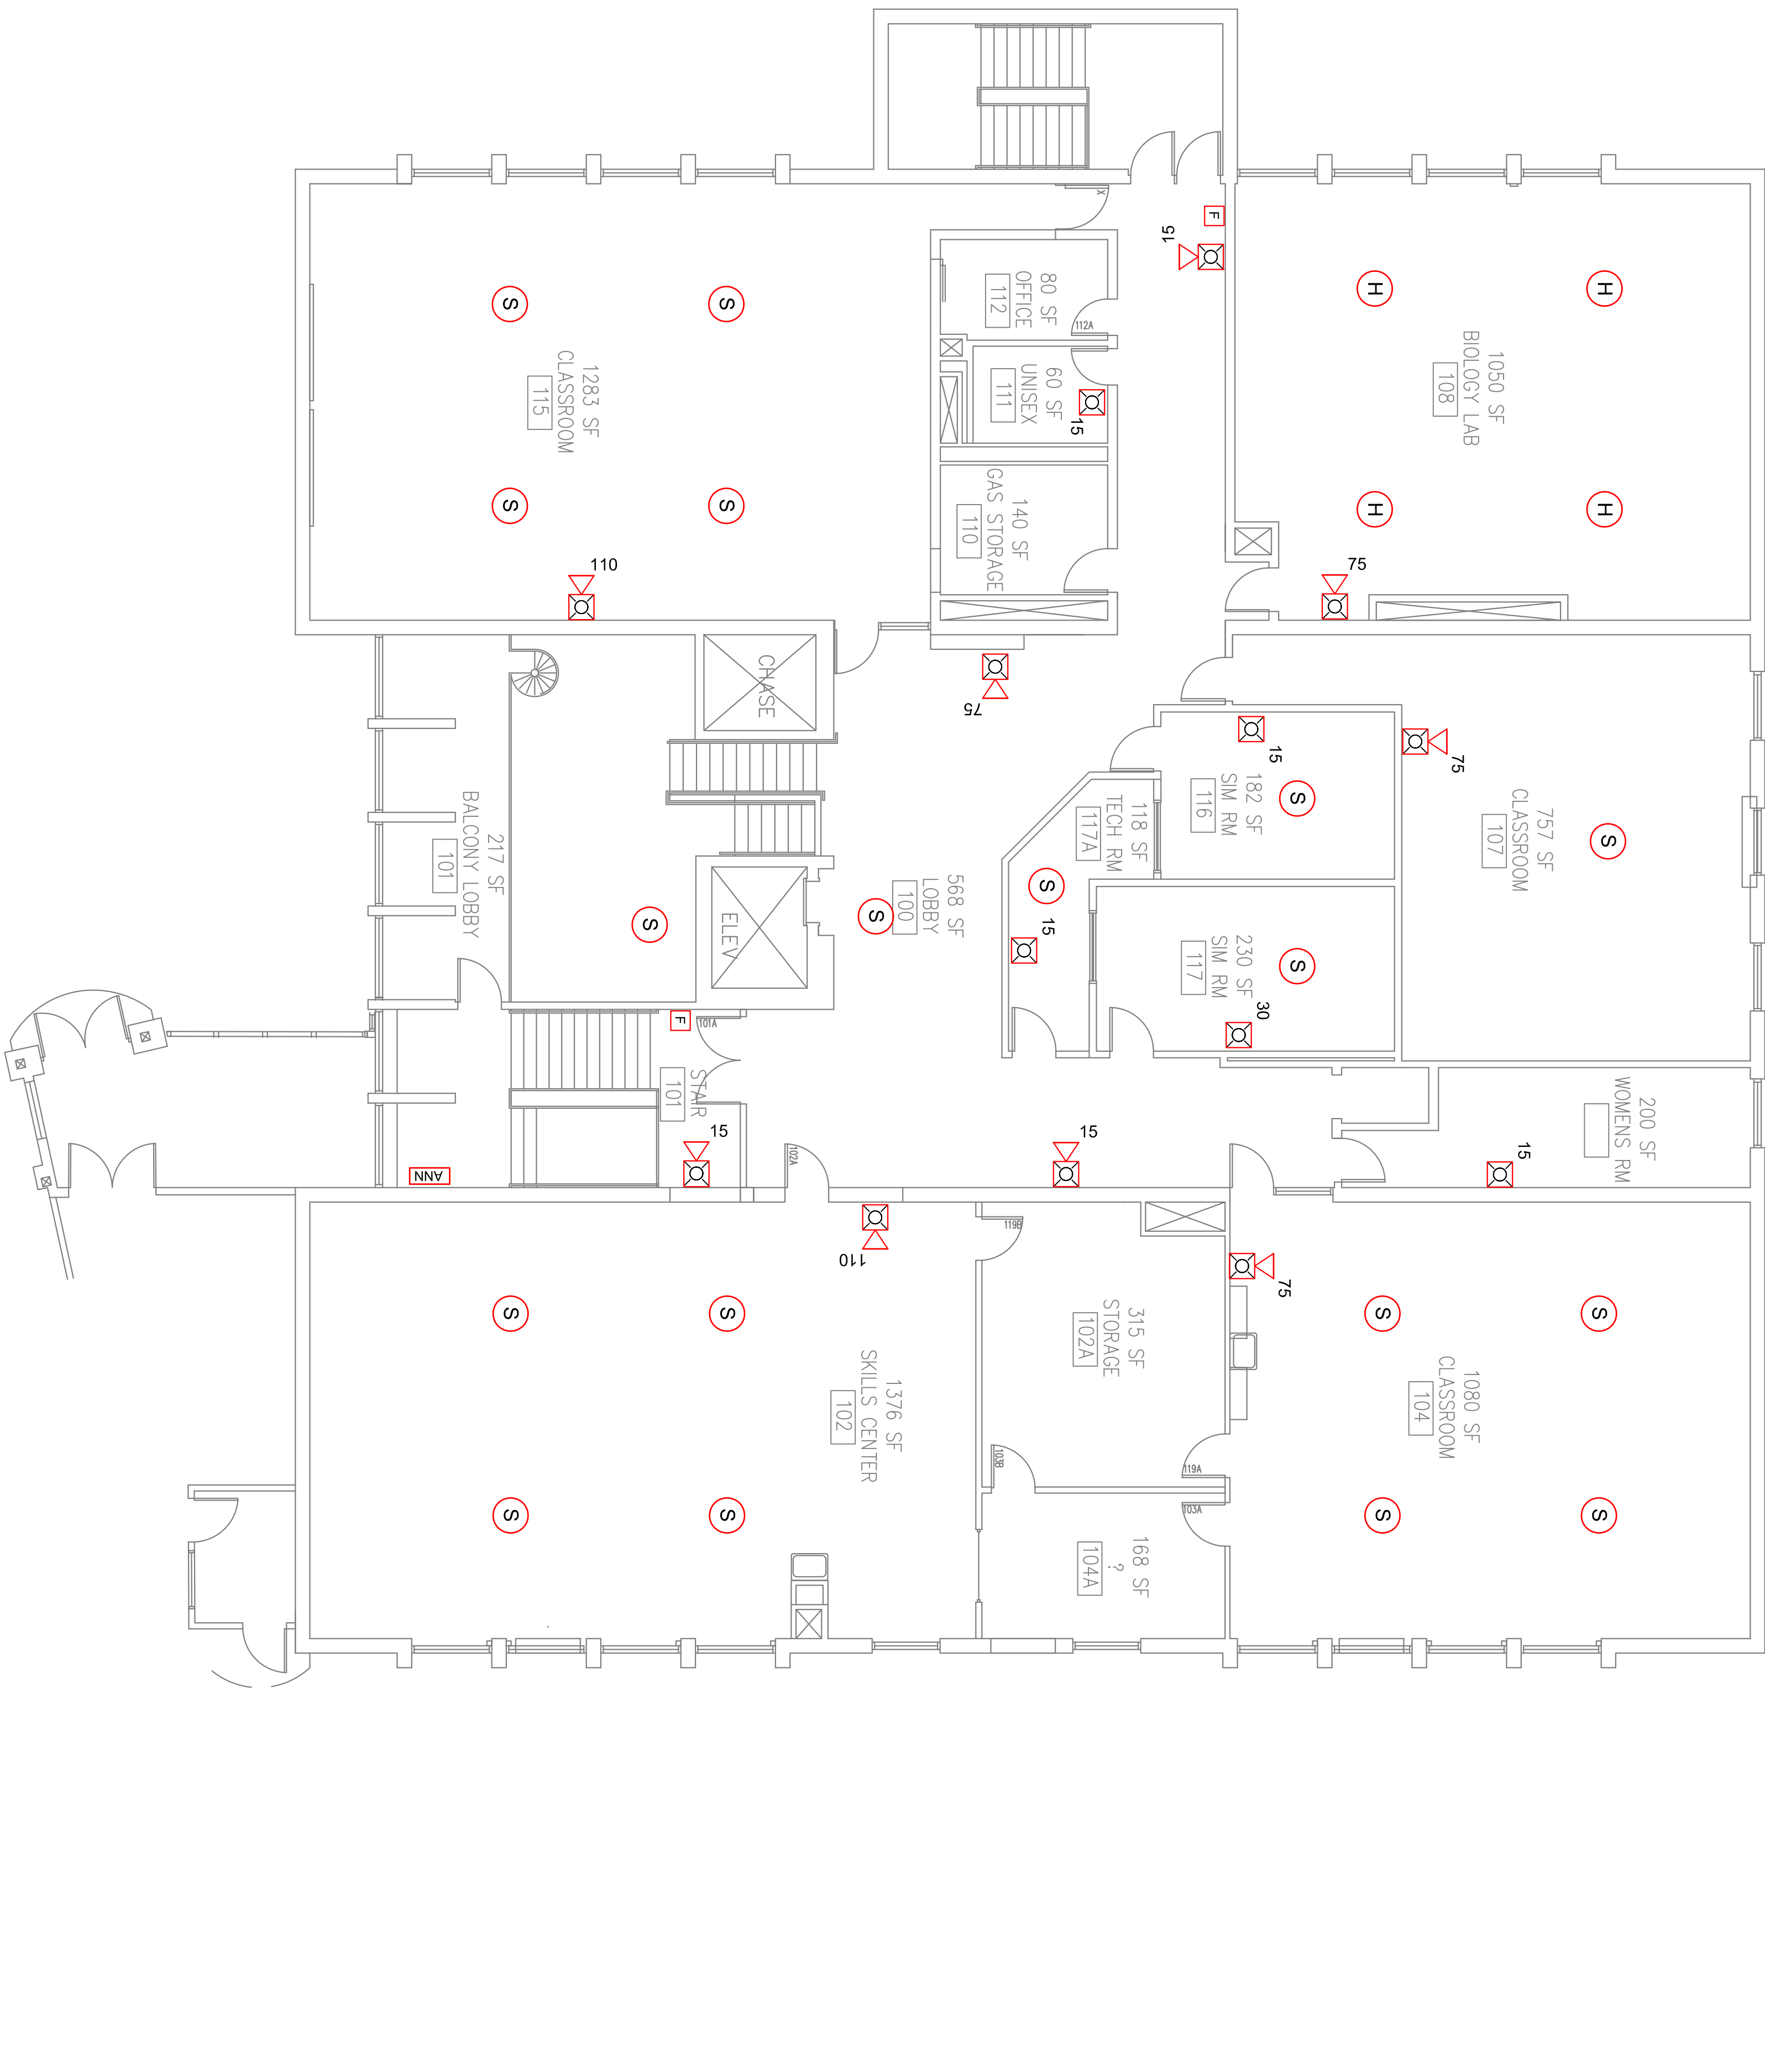 F
15
80 SF
OFFICE
112
112A
X
60 SF
UNISEX
111
15
140 SF
GAS STORAGE
110
1050 SF
BIOLOGY LAB
108
H
H
H
H
75
1283 SF
CLASSROOM
115
S
S
S
S
110
CHASE
75
217 SF
BALCONY LOBBY
101
S
ELEV
568 SF
LOBBY
100
S
118 SF
TECH RM
117A
S
15
182 SF
SIM RM
116
S
15
230 SF
SIM RM
117
S
30
757 SF
CLASSROOM
107
S
75
F
101A
STAIR
101
15
ANN
102A
15
200 SF
WOMENS RM
15
110
1376 SF
SKILLS CENTER
102
S
S
S
S
119B
315 SF
STORAGE
102A
103B
119A
103A
168 SF
?
104A
75
1080 SF
CLASSROOM
104
S
S
S
S